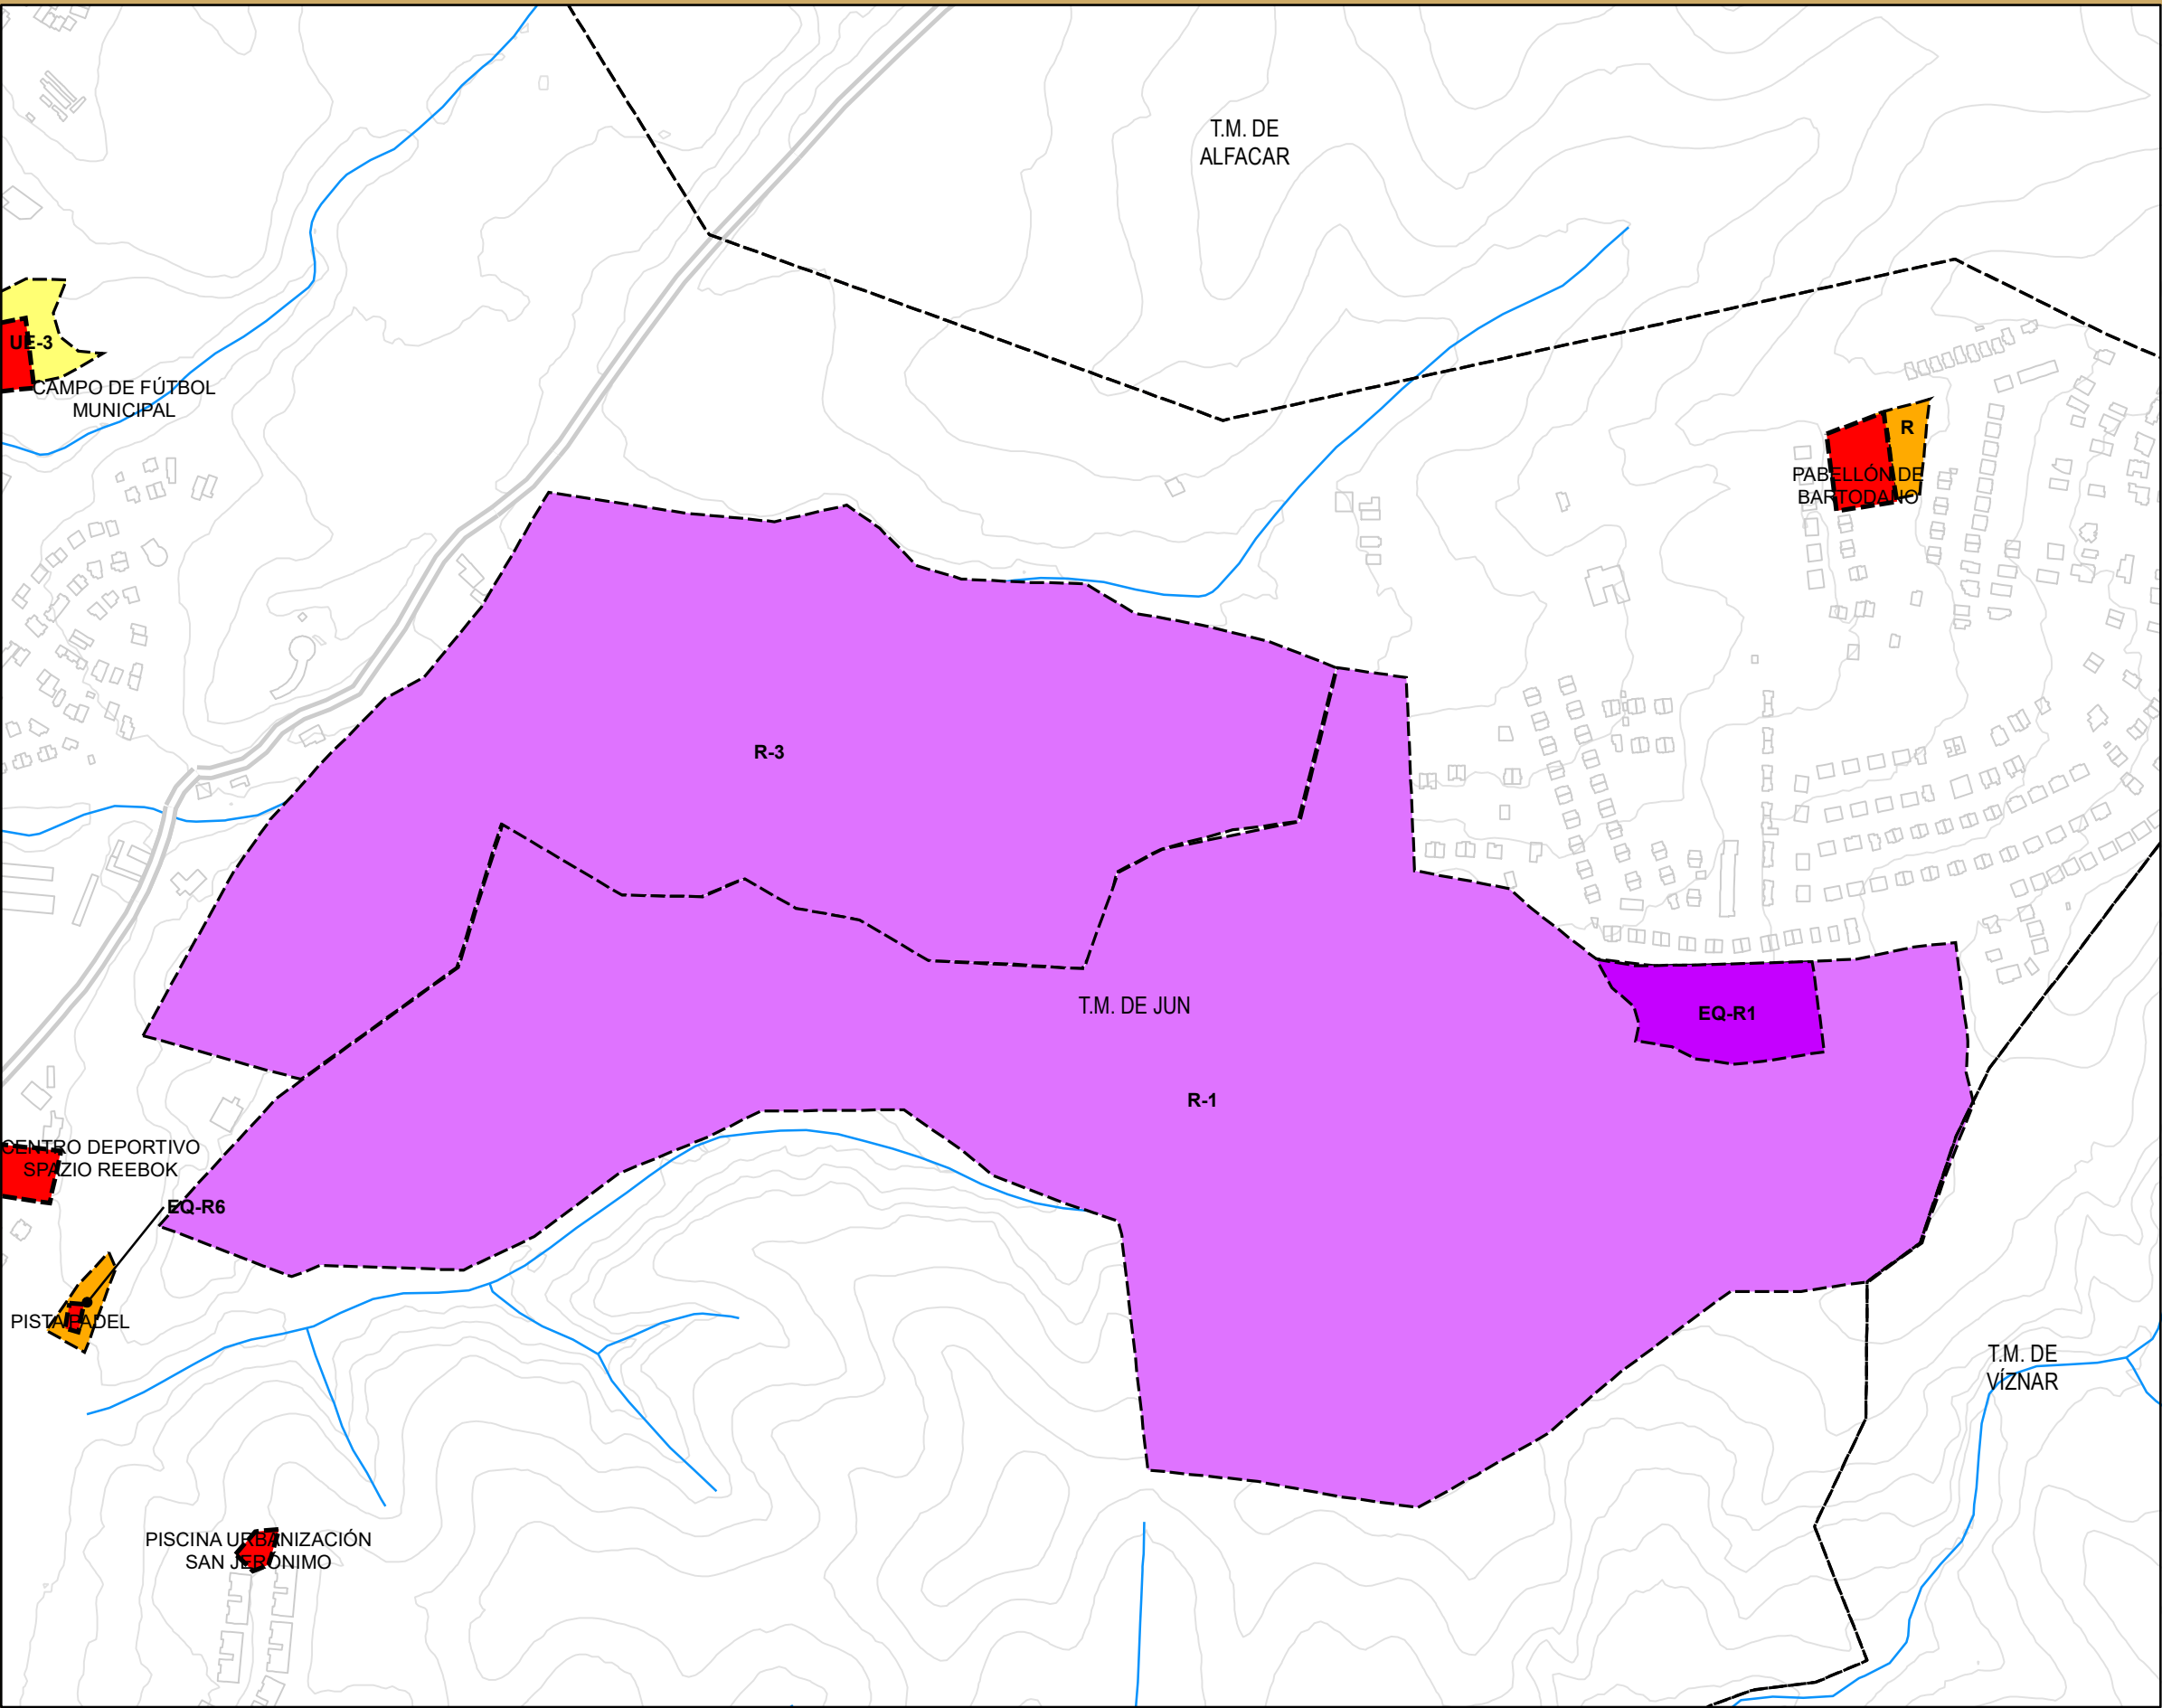 T.M. DE
ALFACAR
UE-3
CAMPO DE FÚTBOL
MUNICIPAL
R
PABELLÓN DE
BARTODANO
R-3
T.M. DE JUN
EQ-R1
R-1
CENTRO DEPORTIVO
SPAZIO REEBOK
EQ-R6
PISTA PADEL
T.M. DE
VÍZNAR
PISCINA URBANIZACIÓN
SAN JERÓNIMO